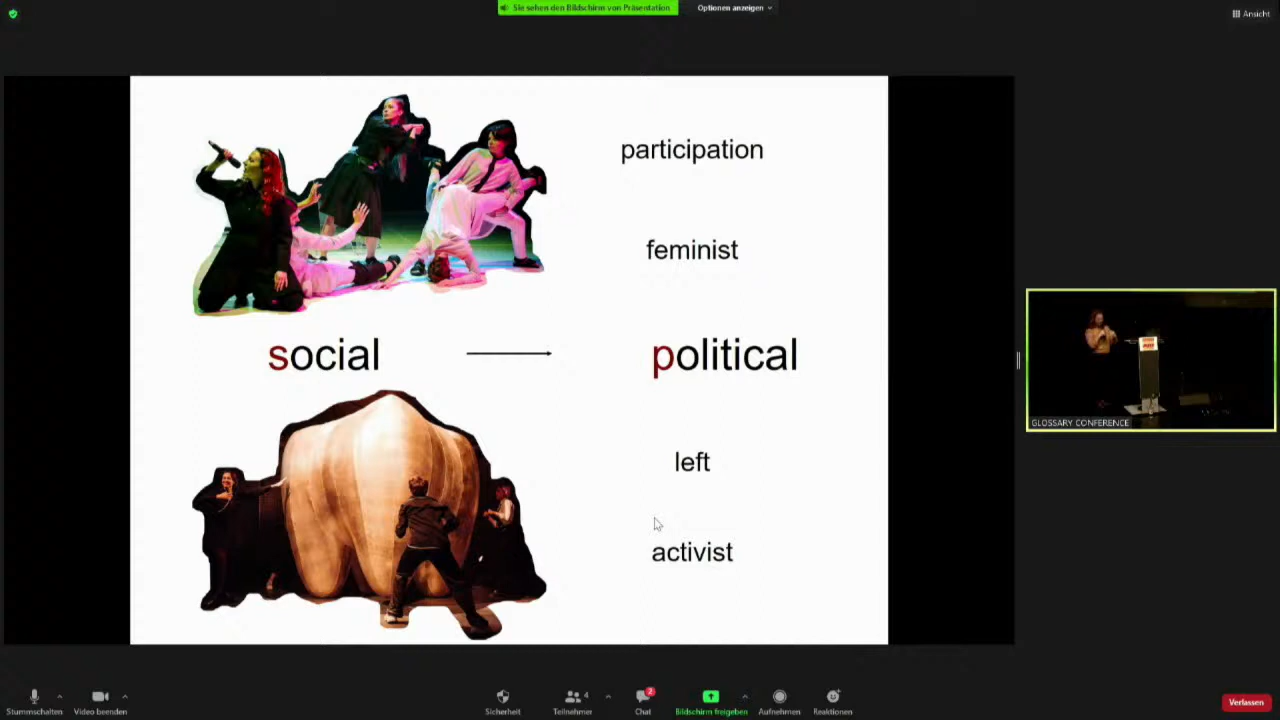 Sie sehen den Bildschirm von Präsentation
Optionen anzeigen
Ansicht
participation
feminist
social
political
left
activist
GLOSSARY CONFERENCE
Stummschalten
Video beenden
Sicherheit
4
Teilnehmer
2
Chat
Bildschirm freigeben
Aufnehmen
Reaktionen
Verlassen